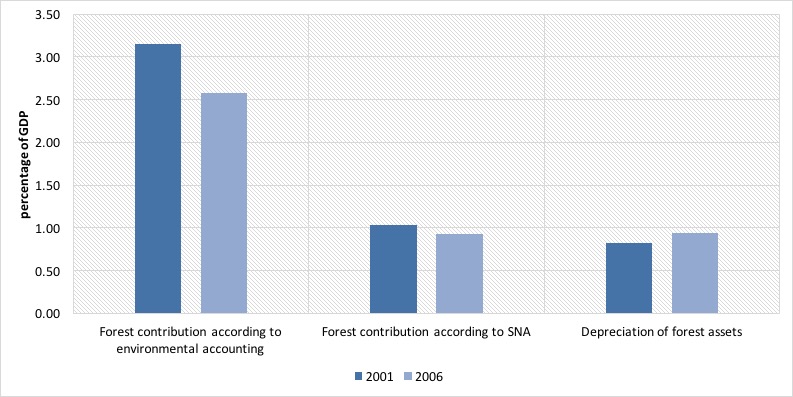 3.50
3.00
2.50
2.00
1.50
1.00
0.50
0.00
percentage of GDP
Forest contribution according to
environmental accounting
Forest contribution according to SNA
Depreciation of forest assets
2001 2006